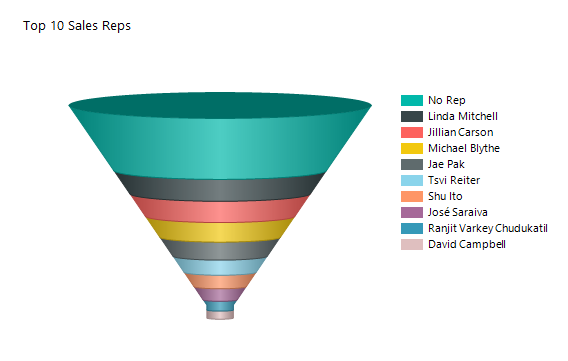 Top 10 Sales Reps
No Rep
Linda Mitchell
Jillian Carson
Michael Blythe
Jae Pak
Tsvi Reiter
Shu Ito
José Saraiva
Ranjit Varkey Chudukatil
David Campbell